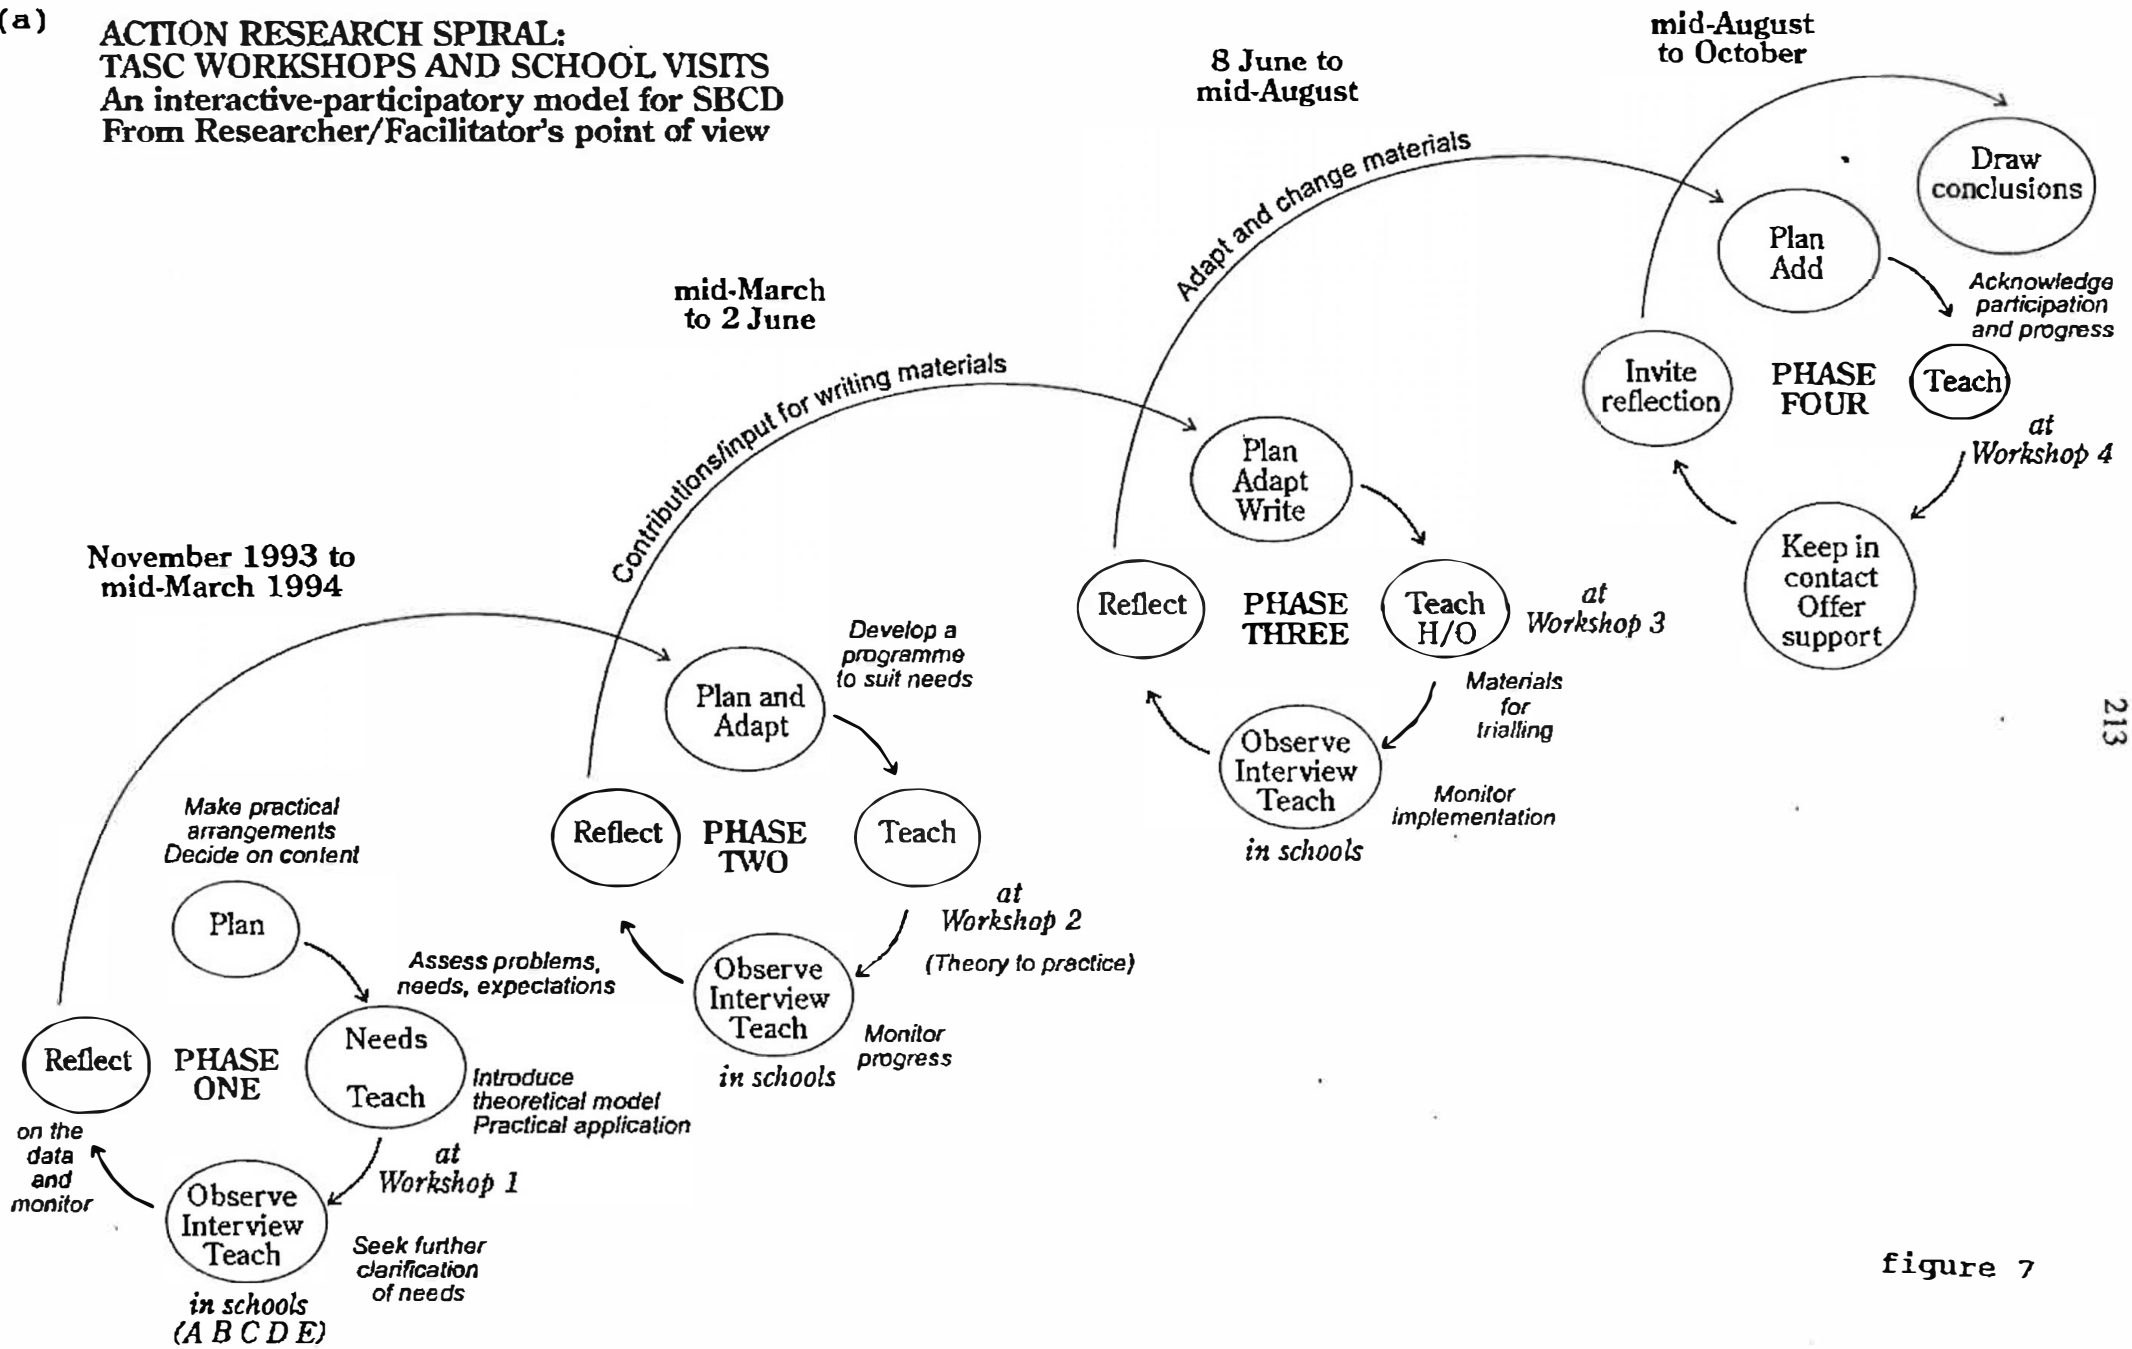 (a)
ACTION RESEARCH SPIRAL:
TASC WORKSHOPS AND SCHOOL VISITS
An interactive-participatory model for SBCD
From Researcher/Facilitator's point of view
November 1993 to
mid-March 1994
Make practical
arrangements
Decide on content
Plan
Assess problems,
needs, expectations
Needs
Teach
Introduce
theoretical model
Practical application
at
Workshop 1
Reflect
PHASE
ONE
on the
data
and
monitor
Observe
Interview
Teach
Seek further
clarification
of needs
in schools
(A B C D E)
mid-March
to 2 June
Contributions/input for writing materials
Plan and
Adapt
Develop a
programme
to suit needs
Reflect
PHASE
TWO
Teach
at
Workshop 2
(Theory to practice)
Observe
Interview
Teach
Monitor
progress
in schools
8 June to
mid-August
Adapt and change materials
Plan
Adapt
Write
Reflect
PHASE
THREE
Teach
H/O
at
Workshop 3
Materials
for
trialling
Observe
Interview
Teach
Monitor
implementation
in schools
mid-August
to October
Draw
conclusions
Plan
Add
Acknowledge
participation
and progress
Invite
reflection
PHASE
FOUR
Teach
at
Workshop 4
Keep in
contact
Offer
support
213
figure 7